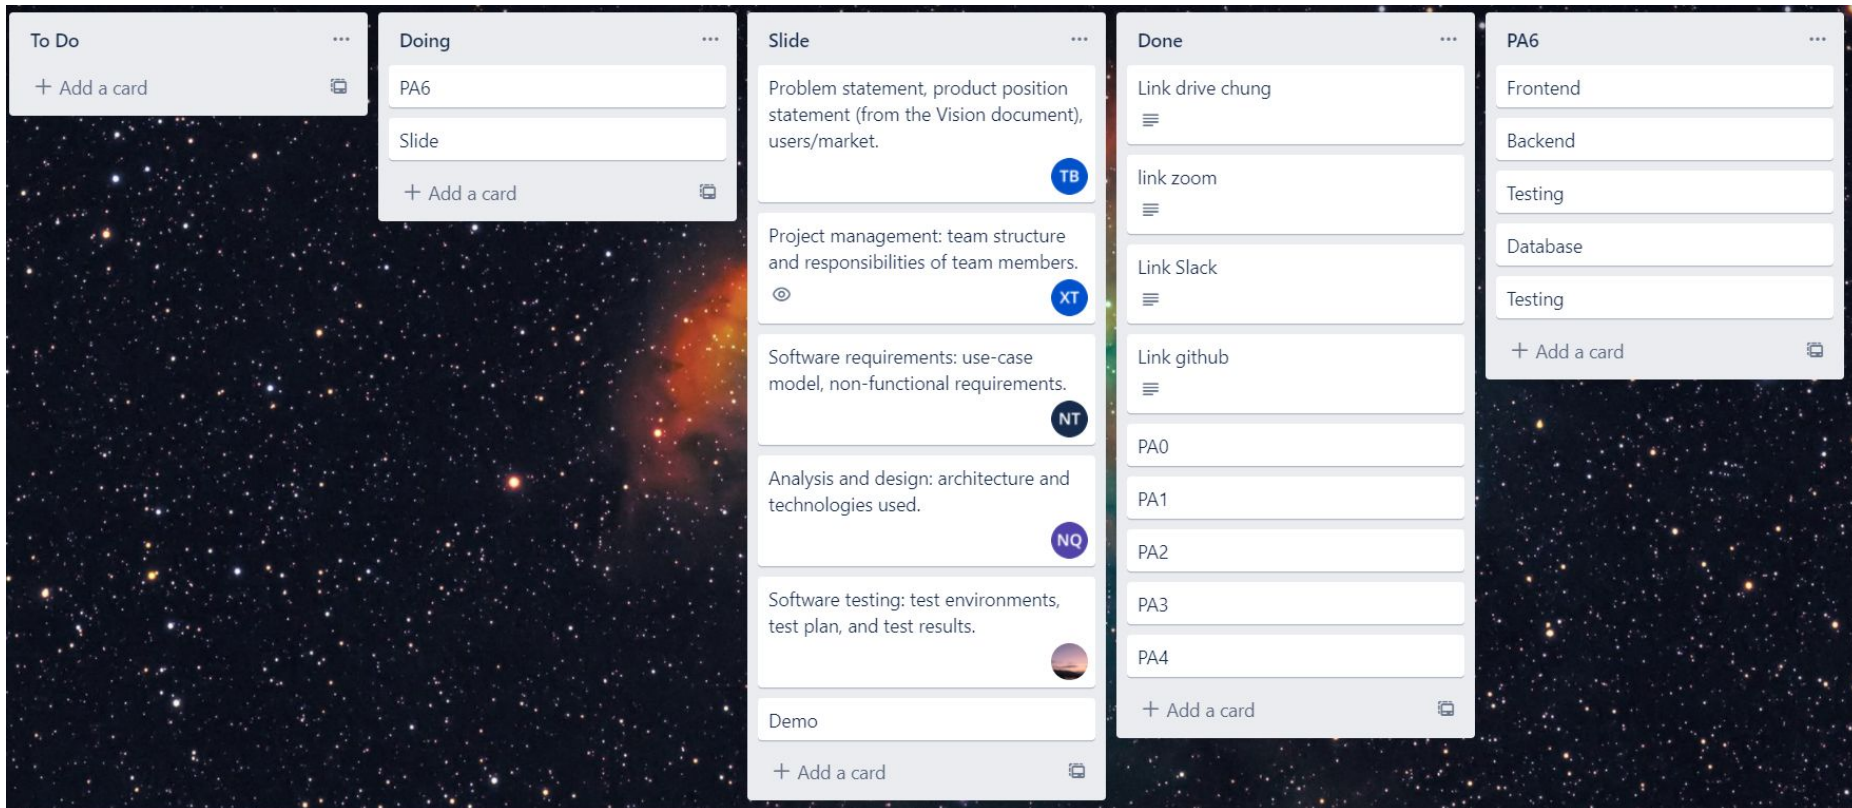 To Do
Add a card
Doing
PA6
Slide
Add a card
Slide
Problem statement, product position
statement (from the Vision document),
users/market.
TB
Project management: team structure
and responsibilities of team members.
XT
Software requirements: use-case
model, non-functional requirements.
NT
Analysis and design: architecture and
technologies used.
NQ
Software testing: test environments,
test plan, and test results.
Demo
Add a card
Done
Link drive chung
link zoom
Link Slack
Link github
PA0
PA1
PA2
PA3
PA4
Add a card
PA6
Frontend
Backend
Testing
Database
Testing
Add a card